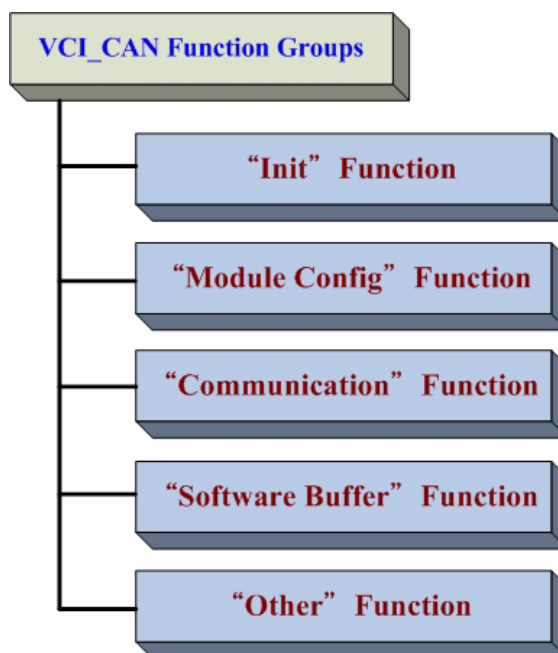 VCI_CAN Function Groups
“Init” Function
“Module Config” Function
“Communication” Function
“Software Buffer” Function
“Other” Function